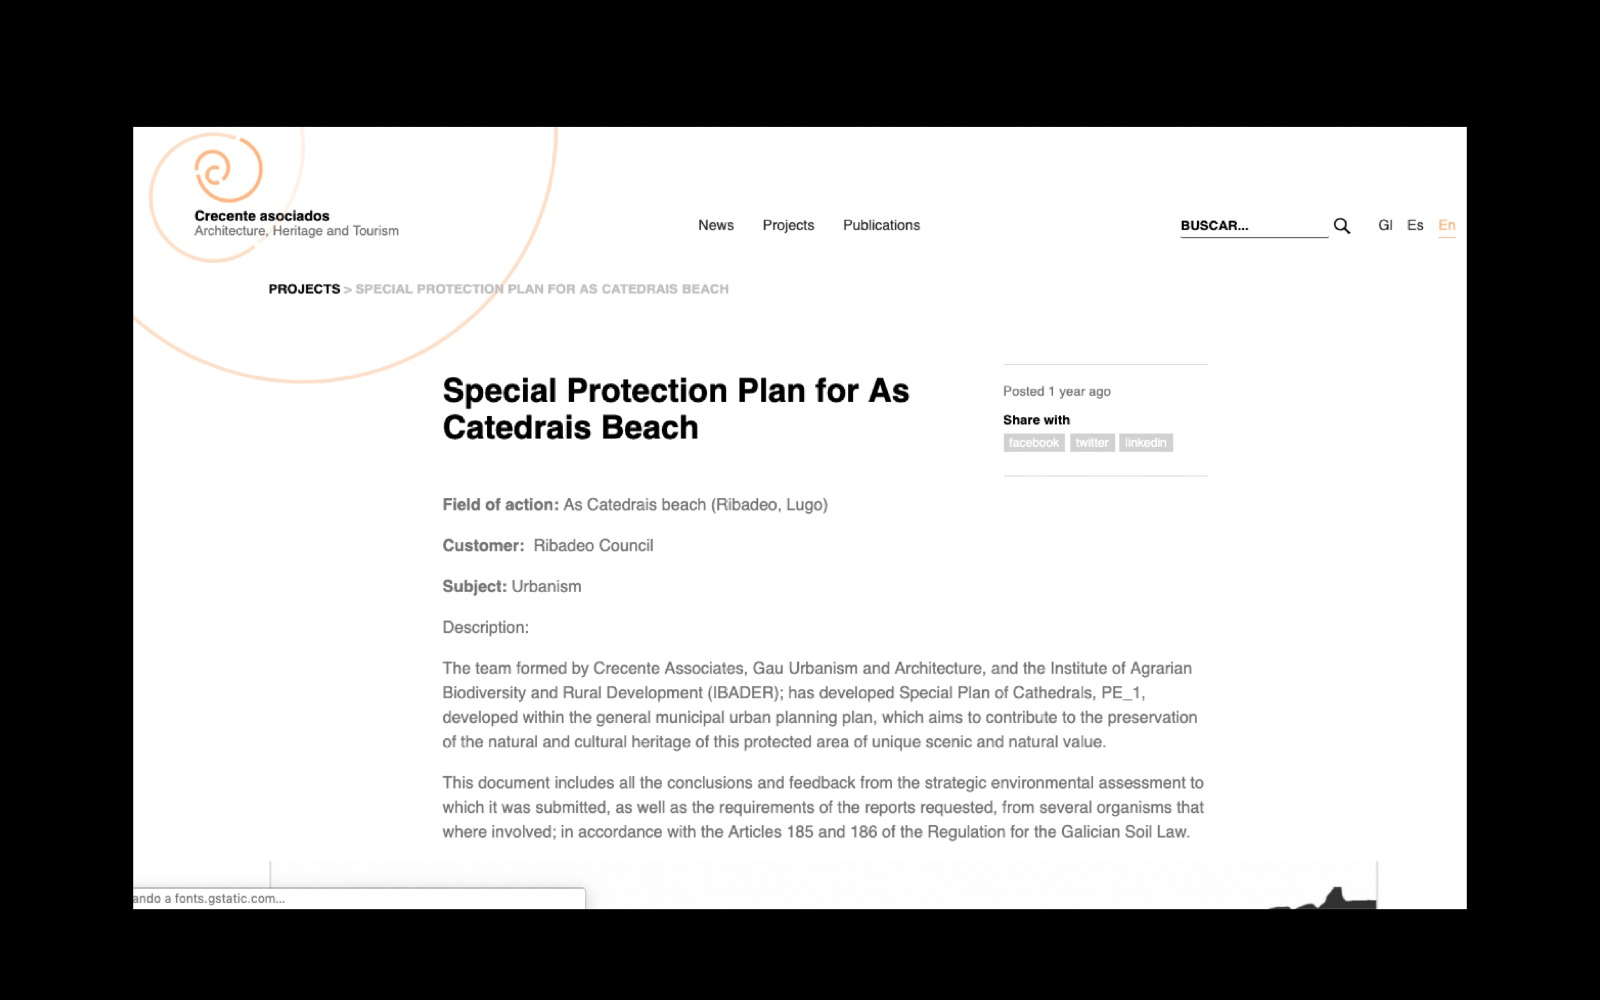 Crecente asociados
Architecture, Heritage and Tourism
News Projects Publications
BUSCAR...
Gl Es En
PROJECTS > SPECIAL PROTECTION PLAN FOR AS CATEDRAIS BEACH
Special Protection Plan for As
Catedrais Beach
Posted 1 year ago
Share with
facebook twitter linkedin
Field of action: As Catedrais beach (Ribadeo, Lugo)
Customer: Ribadeo Council
Subject: Urbanism
Description:
The team formed by Crecente Associates, Gau Urbanism and Architecture, and the Institute of Agrarian
Biodiversity and Rural Development (IBADER); has developed Special Plan of Cathedrals, PE_1,
developed within the general municipal urban planning plan, which aims to contribute to the preservation
of the natural and cultural heritage of this protected area of unique scenic and natural value.
This document includes all the conclusions and feedback from the strategic environmental assessment to
which it was submitted, as well as the requirements of the reports requested, from several organisms that
where involved; in accordance with the Articles 185 and 186 of the Regulation for the Galician Soil Law.
ando a fonts.gstatic.com...